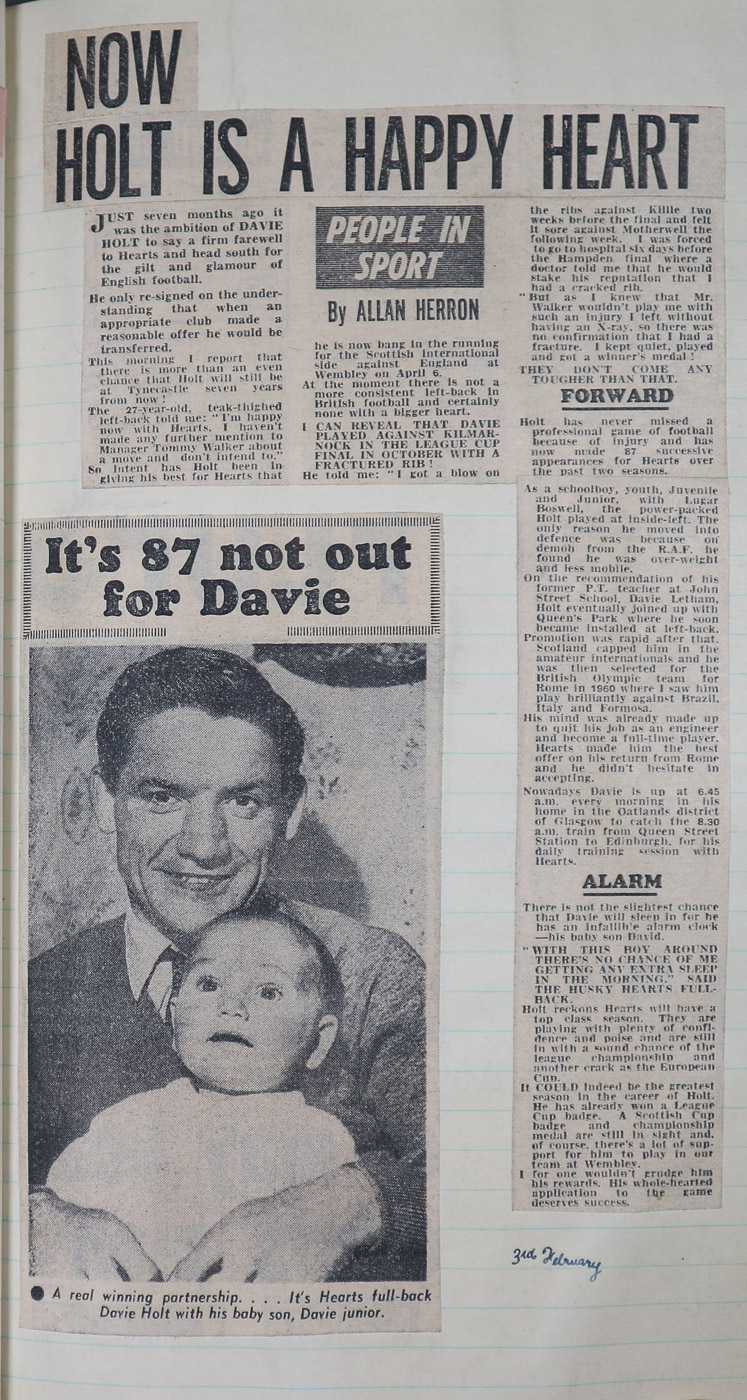 NOW
HOLT IS A HAPPY HEART
JUST seven months ago it
was the ambition of DAVIE
HOLT to say a firm farewell
to Hearts and head south for
the gilt and glamour of
English football.
He only re-signed on the under-
standing that when an
appropriate club made a
reasonable offer he would be
transferred.
This morning I report that
there is more than an even
chance that Holt will still be
at Tynecastle seven years
from now!
The 27-year-old, teak-thighed
left-back told me: "I'm happy
now with Hearts. I haven't
made any further mention to
Manager Tommy Walker about
a move and don't intend to."
So intent has Holt been in
giving his best for Hearts that
PEOPLE IN
SPORT
By ALLAN HERRON
he is now bang in the running
for the Scottish international
side against England at
Wembley on April 6.
At the moment there is not a
more consistent left-back in
British football and certainly
none with a bigger heart.
I CAN REVEAL THAT DAVIE
PLAYED AGAINST KILMAR-
NOCK IN THE LEAGUE CUP
FINAL IN OCTOBER WITH A
FRACTURED RIB!
He told me: "I got a blow on
the ribs against Killie two
weeks before the final and felt
it sore against Motherwell the
following week. I was forced
to go to hospital six days before
the Hampden final where a
doctor told me that he would
stake his reputation that I
had a cracked rib.
"But as I knew that Mr.
Walker wouldn't play me with
such an injury I left without
having an X-ray, so there was
no confirmation that I had a
fracture. I kept quiet, played
and got a winner's medal!
THEY DON'T COME ANY
TOUGHER THAN THAT.
FORWARD
Holt has never missed a
professional game of football
because of injury and has
now made 87 successive
appearances for Hearts over
the past two seasons.
As a schoolboy, youth, Juvenile
and Junior, with Lugar
Boswell, the power-packed
Holt played at inside-left. The
only reason he moved into
defence was because on
demob from the R.A.F. he
found he was over-weight
and less mobile.
On the recommendation of his
former P.T. teacher at John
Street School, Davie Letham,
Holt eventually joined up with
Queen's Park where he soon
became installed at left-back.
Promotion was rapid after that.
Scotland capped him in the
amateur internationals and he
was then selected for the
British Olympic team for
Rome in 1960 where I saw him
play brilliantly against Brazil,
Italy and Formosa.
His mind was already made up
to quit his job as an engineer
and become a full-time player.
Hearts made him the best
offer on his return from Rome
and he didn't hesitate in
accepting.
Nowadays Davie is up at 6.45
a.m. every morning in his
home in the Oatlands district
of Glasgow to catch the 8.30
a.m. train from Queen Street
Station to Edinburgh, for his
daily training session with
Hearts.
ALARM
There is not the slightest chance
that Davie will sleep in for he
has an infallible alarm clock
—his baby son David.
"WITH THIS BOY AROUND
THERE'S NO CHANCE OF ME
GETTING ANY EXTRA SLEEP
IN THE MORNING," SAID
THE HUSKY HEARTS FULL-
BACK.
Holt reckons Hearts will have a
top class season. They are
playing with plenty of confi-
dence and poise and are still
in with a sound chance of the
league championship and
another crack at the European
Cup.
It COULD indeed be the greatest
season in the career of Holt.
He has already won a League
Cup badge. A Scottish Cup
badge and championship
medal are still in sight and,
of course, there's a lot of sup-
port for him to play in our
team at Wembley.
I for one wouldn't grudge him
his rewards. His whole-hearted
application to the game
deserves success.
It's 87 not out
for Davie
● A real winning partnership. . . . It's Hearts full-back
Davie Holt with his baby son, Davie junior.
3rd February